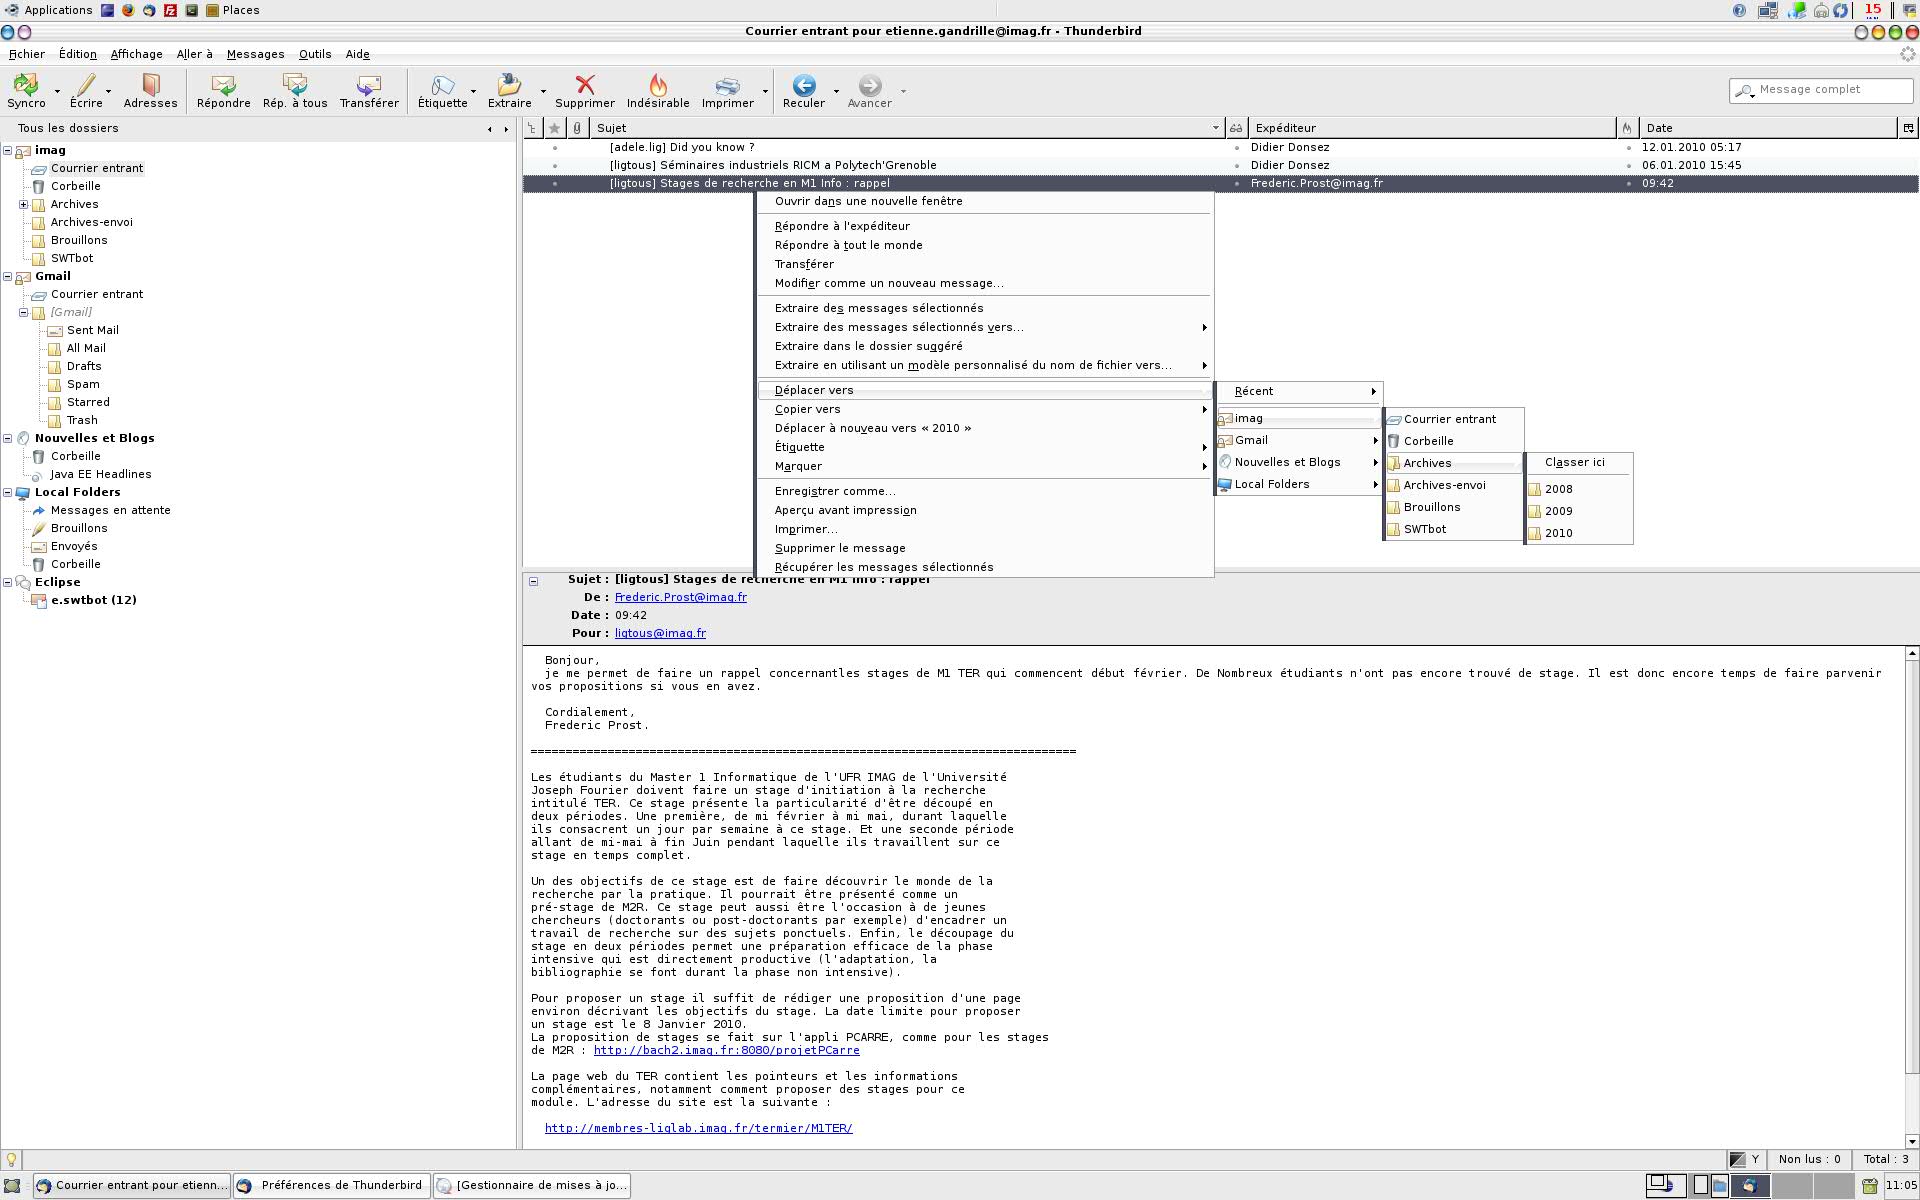 Applications Places 15
Courrier entrant pour etienne.gandrille@imag.fr - Thunderbird
Fichier Édition Affichage Aller à Messages Outils Aide
Syncro Écrire Adresses Répondre Rép. à tous Transférer Étiquette Extraire Supprimer Indésirable Imprimer Reculer Avancer Message complet
Tous les dossiers
imag
Courrier entrant
Corbeille
Archives
Archives-envoi
Brouillons
SWTbot
Gmail
Courrier entrant
[Gmail]
Sent Mail
All Mail
Drafts
Spam
Starred
Trash
Nouvelles et Blogs
Corbeille
Java EE Headlines
Local Folders
Messages en attente
Brouillons
Envoyés
Corbeille
Eclipse
e.swtbot (12)
Sujet Expéditeur Date
[adele.lig] Did you know ? Didier Donsez 12.01.2010 05:17
[ligtous] Séminaires industriels RICM a Polytech'Grenoble Didier Donsez 06.01.2010 15:45
[ligtous] Stages de recherche en M1 Info : rappel Frederic.Prost@imag.fr 09:42
Ouvrir dans une nouvelle fenêtre
Répondre à l'expéditeur
Répondre à tout le monde
Transférer
Modifier comme un nouveau message...
Extraire des messages sélectionnés
Extraire des messages sélectionnés vers...
Extraire dans le dossier suggéré
Extraire en utilisant un modèle personnalisé du nom de fichier vers...
Déplacer vers
Copier vers
Déplacer à nouveau vers « 2010 »
Étiquette
Marquer
Enregistrer comme...
Aperçu avant impression
Imprimer...
Supprimer le message
Récupérer les messages sélectionnés
Récent
imag
Gmail
Nouvelles et Blogs
Local Folders
Courrier entrant
Corbeille
Archives
Archives-envoi
Brouillons
SWTbot
Classer ici
2008
2009
2010
Sujet : [ligtous] Stages de recherche en M1 Info : rappel
De : Frederic.Prost@imag.fr
Date : 09:42
Pour : ligtous@imag.fr
Bonjour,
je me permet de faire un rappel concernantles stages de M1 TER qui commencent début février. De Nombreux étudiants n'ont pas encore trouvé de stage. Il est donc encore temps de faire parvenir
vos propositions si vous en avez.
Cordialement,
Frederic Prost.
==============================================================================
Les étudiants du Master 1 Informatique de l'UFR IMAG de l'Université
Joseph Fourier doivent faire un stage d'initiation à la recherche
intitulé TER. Ce stage présente la particularité d'être découpé en
deux périodes. Une première, de mi février à mi mai, durant laquelle
ils consacrent un jour par semaine à ce stage. Et une seconde période
allant de mi-mai à fin Juin pendant laquelle ils travaillent sur ce
stage en temps complet.
Un des objectifs de ce stage est de faire découvrir le monde de la
recherche par la pratique. Il pourrait être présenté comme un
pré-stage de M2R. Ce stage peut aussi être l'occasion à de jeunes
chercheurs (doctorants ou post-doctorants par exemple) d'encadrer un
travail de recherche sur des sujets ponctuels. Enfin, le découpage du
stage en deux périodes permet une préparation efficace de la phase
intensive qui est directement productive (l'adaptation, la
bibliographie se font durant la phase non intensive).
Pour proposer un stage il suffit de rédiger une proposition d'une page
environ décrivant les objectifs du stage. La date limite pour proposer
un stage est le 8 Janvier 2010.
La proposition de stages se fait sur l'appli PCARRE, comme pour les stages
de M2R : http://bach2.imag.fr:8080/projetPCarre
La page web du TER contient les pointeurs et les informations
complémentaires, notamment comment proposer des stages pour ce
module. L'adresse du site est la suivante :
http://membres-liglab.imag.fr/termier/M1TER/
Y Non lus : 0 Total : 3
Courrier entrant pour etienn... Préférences de Thunderbird [Gestionnaire de mises à jo... 11:05